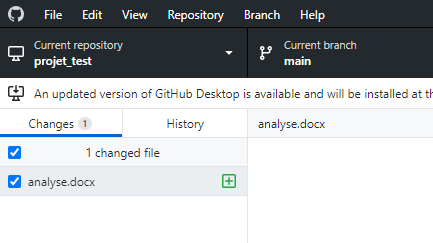 File Edit View Repository Branch Help
Current repository
projet_test
Current branch
main
An updated version of GitHub Desktop is available and will be installed at th
Changes 1
History
analyse.docx
1 changed file
analyse.docx